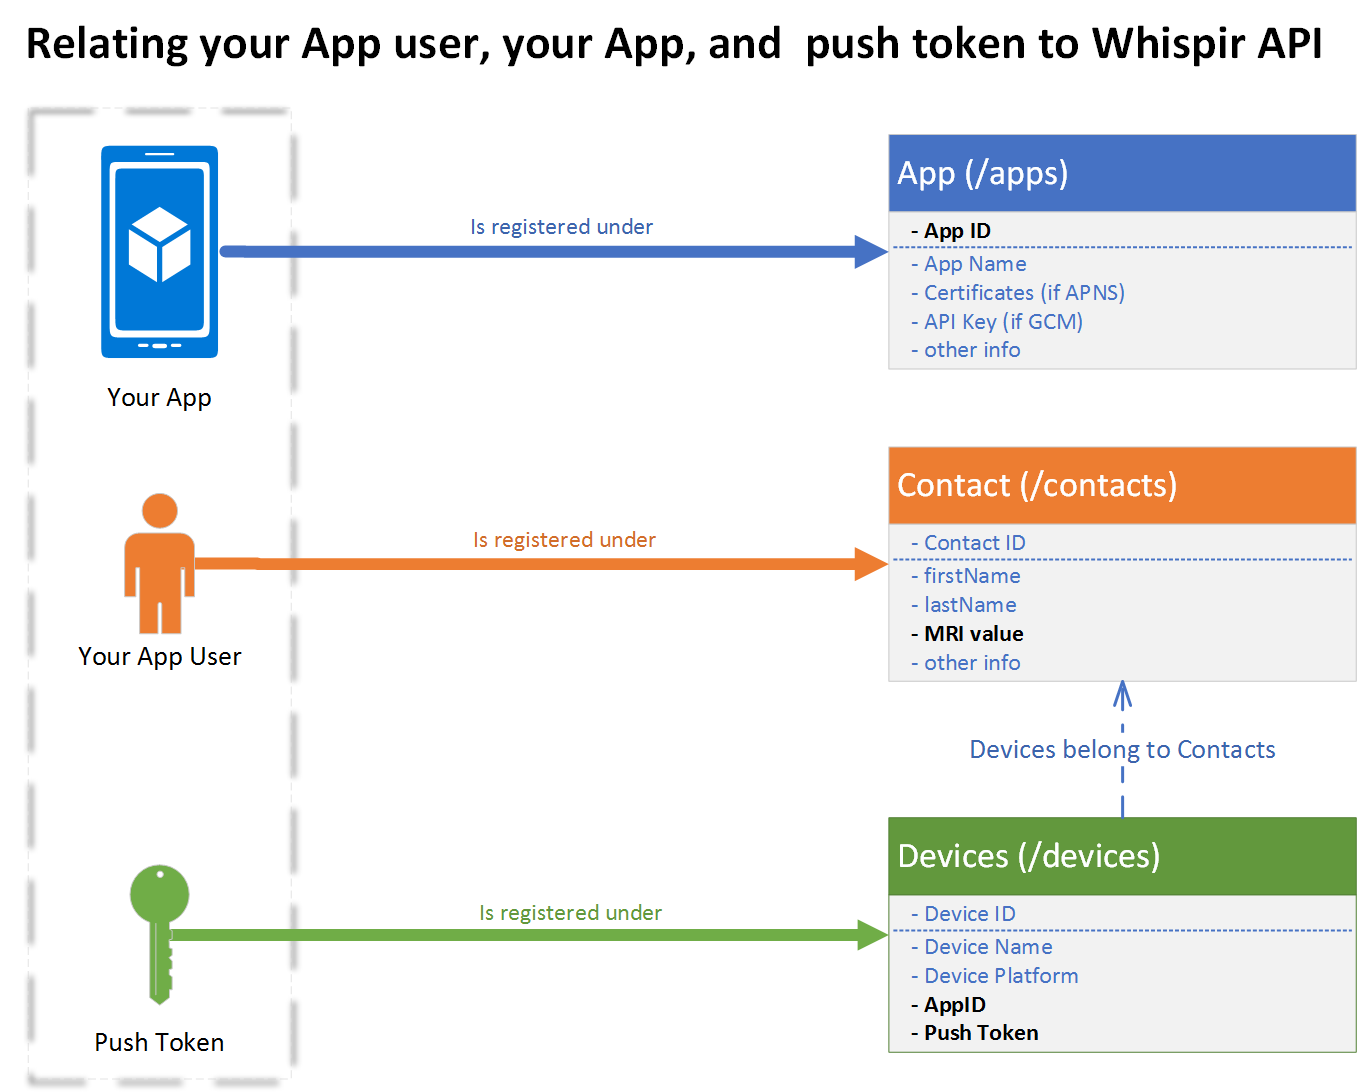 Relating your App user, your App, and  push token to Whispir API
Your App
Is registered under
App (/apps)
- App ID
- App Name
- Certificates (if APNS)
- API Key (if GCM)
- other info
Your App User
Is registered under
Contact (/contacts)
- Contact ID
- firstName
- lastName
- MRI value
- other info
Devices belong to Contacts
Push Token
Is registered under
Devices (/devices)
- Device ID
- Device Name
- Device Platform
- AppID
- Push Token